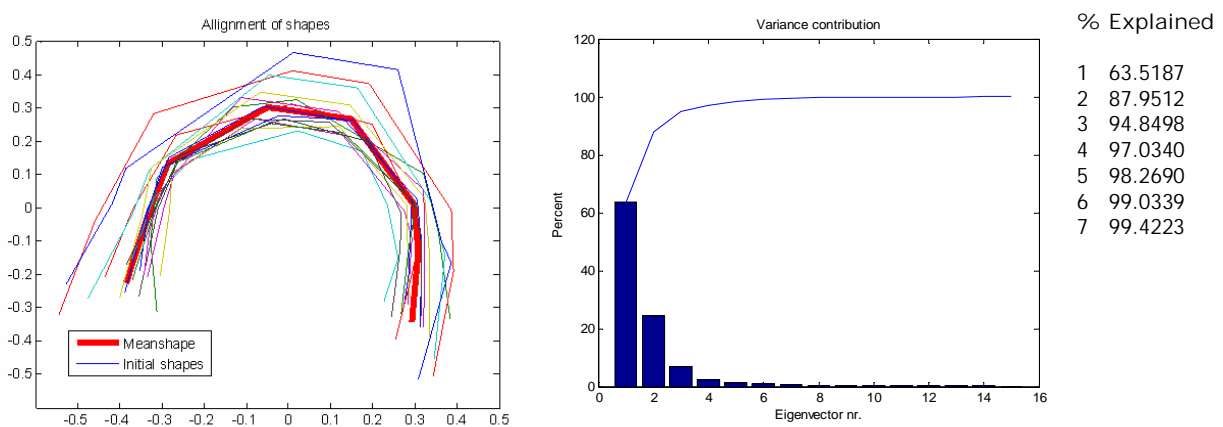 Allignment of shapes
0.5
0.4
0.3
0.2
0.1
0
-0.1
-0.2
-0.3
-0.4
-0.5
Meanshape
Initial shapes
-0.5 -0.4 -0.3 -0.2 -0.1 0 0.1 0.2 0.3 0.4 0.5
Variance contribution
120
100
80
60
40
20
0
Percent
0 2 4 6 8 10 12 14 16
Eigenvector nr.
% Explained
1 63.5187
2 87.9512
3 94.8498
4 97.0340
5 98.2690
6 99.0339
7 99.4223